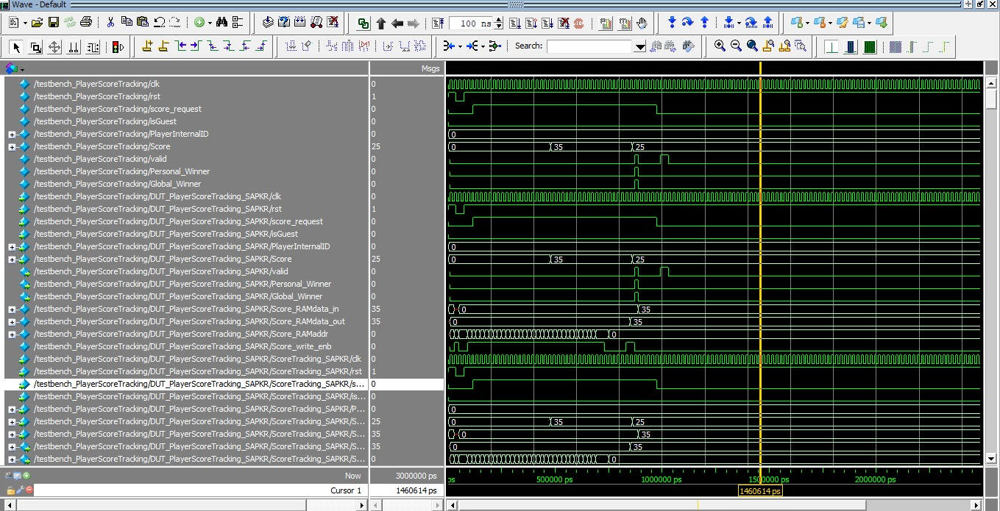 Wave - Default
100 ns
Search:
Msgs
/testbench_PlayerScoreTracking/clk 0
/testbench_PlayerScoreTracking/rst 1
/testbench_PlayerScoreTracking/score_request 0
/testbench_PlayerScoreTracking/isGuest 0
/testbench_PlayerScoreTracking/PlayerInternalID 0 0
/testbench_PlayerScoreTracking/Score 25 0 35 25
/testbench_PlayerScoreTracking/valid 0
/testbench_PlayerScoreTracking/Personal_Winner 0
/testbench_PlayerScoreTracking/Global_Winner 0
/testbench_PlayerScoreTracking/DUT_PlayerScoreTracking_SAPKR/clk 0
/testbench_PlayerScoreTracking/DUT_PlayerScoreTracking_SAPKR/rst 1
/testbench_PlayerScoreTracking/DUT_PlayerScoreTracking_SAPKR/score_request 0
/testbench_PlayerScoreTracking/DUT_PlayerScoreTracking_SAPKR/isGuest 0
/testbench_PlayerScoreTracking/DUT_PlayerScoreTracking_SAPKR/PlayerInternalID 0 0
/testbench_PlayerScoreTracking/DUT_PlayerScoreTracking_SAPKR/Score 25 0 35 25
/testbench_PlayerScoreTracking/DUT_PlayerScoreTracking_SAPKR/valid 0
/testbench_PlayerScoreTracking/DUT_PlayerScoreTracking_SAPKR/Personal_Winner 0
/testbench_PlayerScoreTracking/DUT_PlayerScoreTracking_SAPKR/Global_Winner 0
/testbench_PlayerScoreTracking/DUT_PlayerScoreTracking_SAPKR/Score_RAMdata_in 35 0 35
/testbench_PlayerScoreTracking/DUT_PlayerScoreTracking_SAPKR/Score_RAMdata_out 35 0 35
/testbench_PlayerScoreTracking/DUT_PlayerScoreTracking_SAPKR/Score_RAMaddr 0 0
/testbench_PlayerScoreTracking/DUT_PlayerScoreTracking_SAPKR/Score_write_enb 0
/testbench_PlayerScoreTracking/DUT_PlayerScoreTracking_SAPKR/ScoreTracking_SAPKR/clk 0
/testbench_PlayerScoreTracking/DUT_PlayerScoreTracking_SAPKR/ScoreTracking_SAPKR/rst 1
/testbench_PlayerScoreTracking/DUT_PlayerScoreTracking_SAPKR/ScoreTracking_SAPKR/s... 0
/testbench_PlayerScoreTracking/DUT_PlayerScoreTracking_SAPKR/ScoreTracking_SAPKR/is... 0
/testbench_PlayerScoreTracking/DUT_PlayerScoreTracking_SAPKR/ScoreTracking_SAPKR/P... 0 0
/testbench_PlayerScoreTracking/DUT_PlayerScoreTracking_SAPKR/ScoreTracking_SAPKR/S... 25 0 35 25
/testbench_PlayerScoreTracking/DUT_PlayerScoreTracking_SAPKR/ScoreTracking_SAPKR/S... 35 0 35
/testbench_PlayerScoreTracking/DUT_PlayerScoreTracking_SAPKR/ScoreTracking_SAPKR/S... 35 0 35
/testbench_PlayerScoreTracking/DUT_PlayerScoreTracking_SAPKR/ScoreTracking_SAPKR/S... 0 0
Now 3000000 ps ps 500000 ps 1000000 ps 1500000 ps 2000000 ps
Cursor 1 1460614 ps 1460614 ps